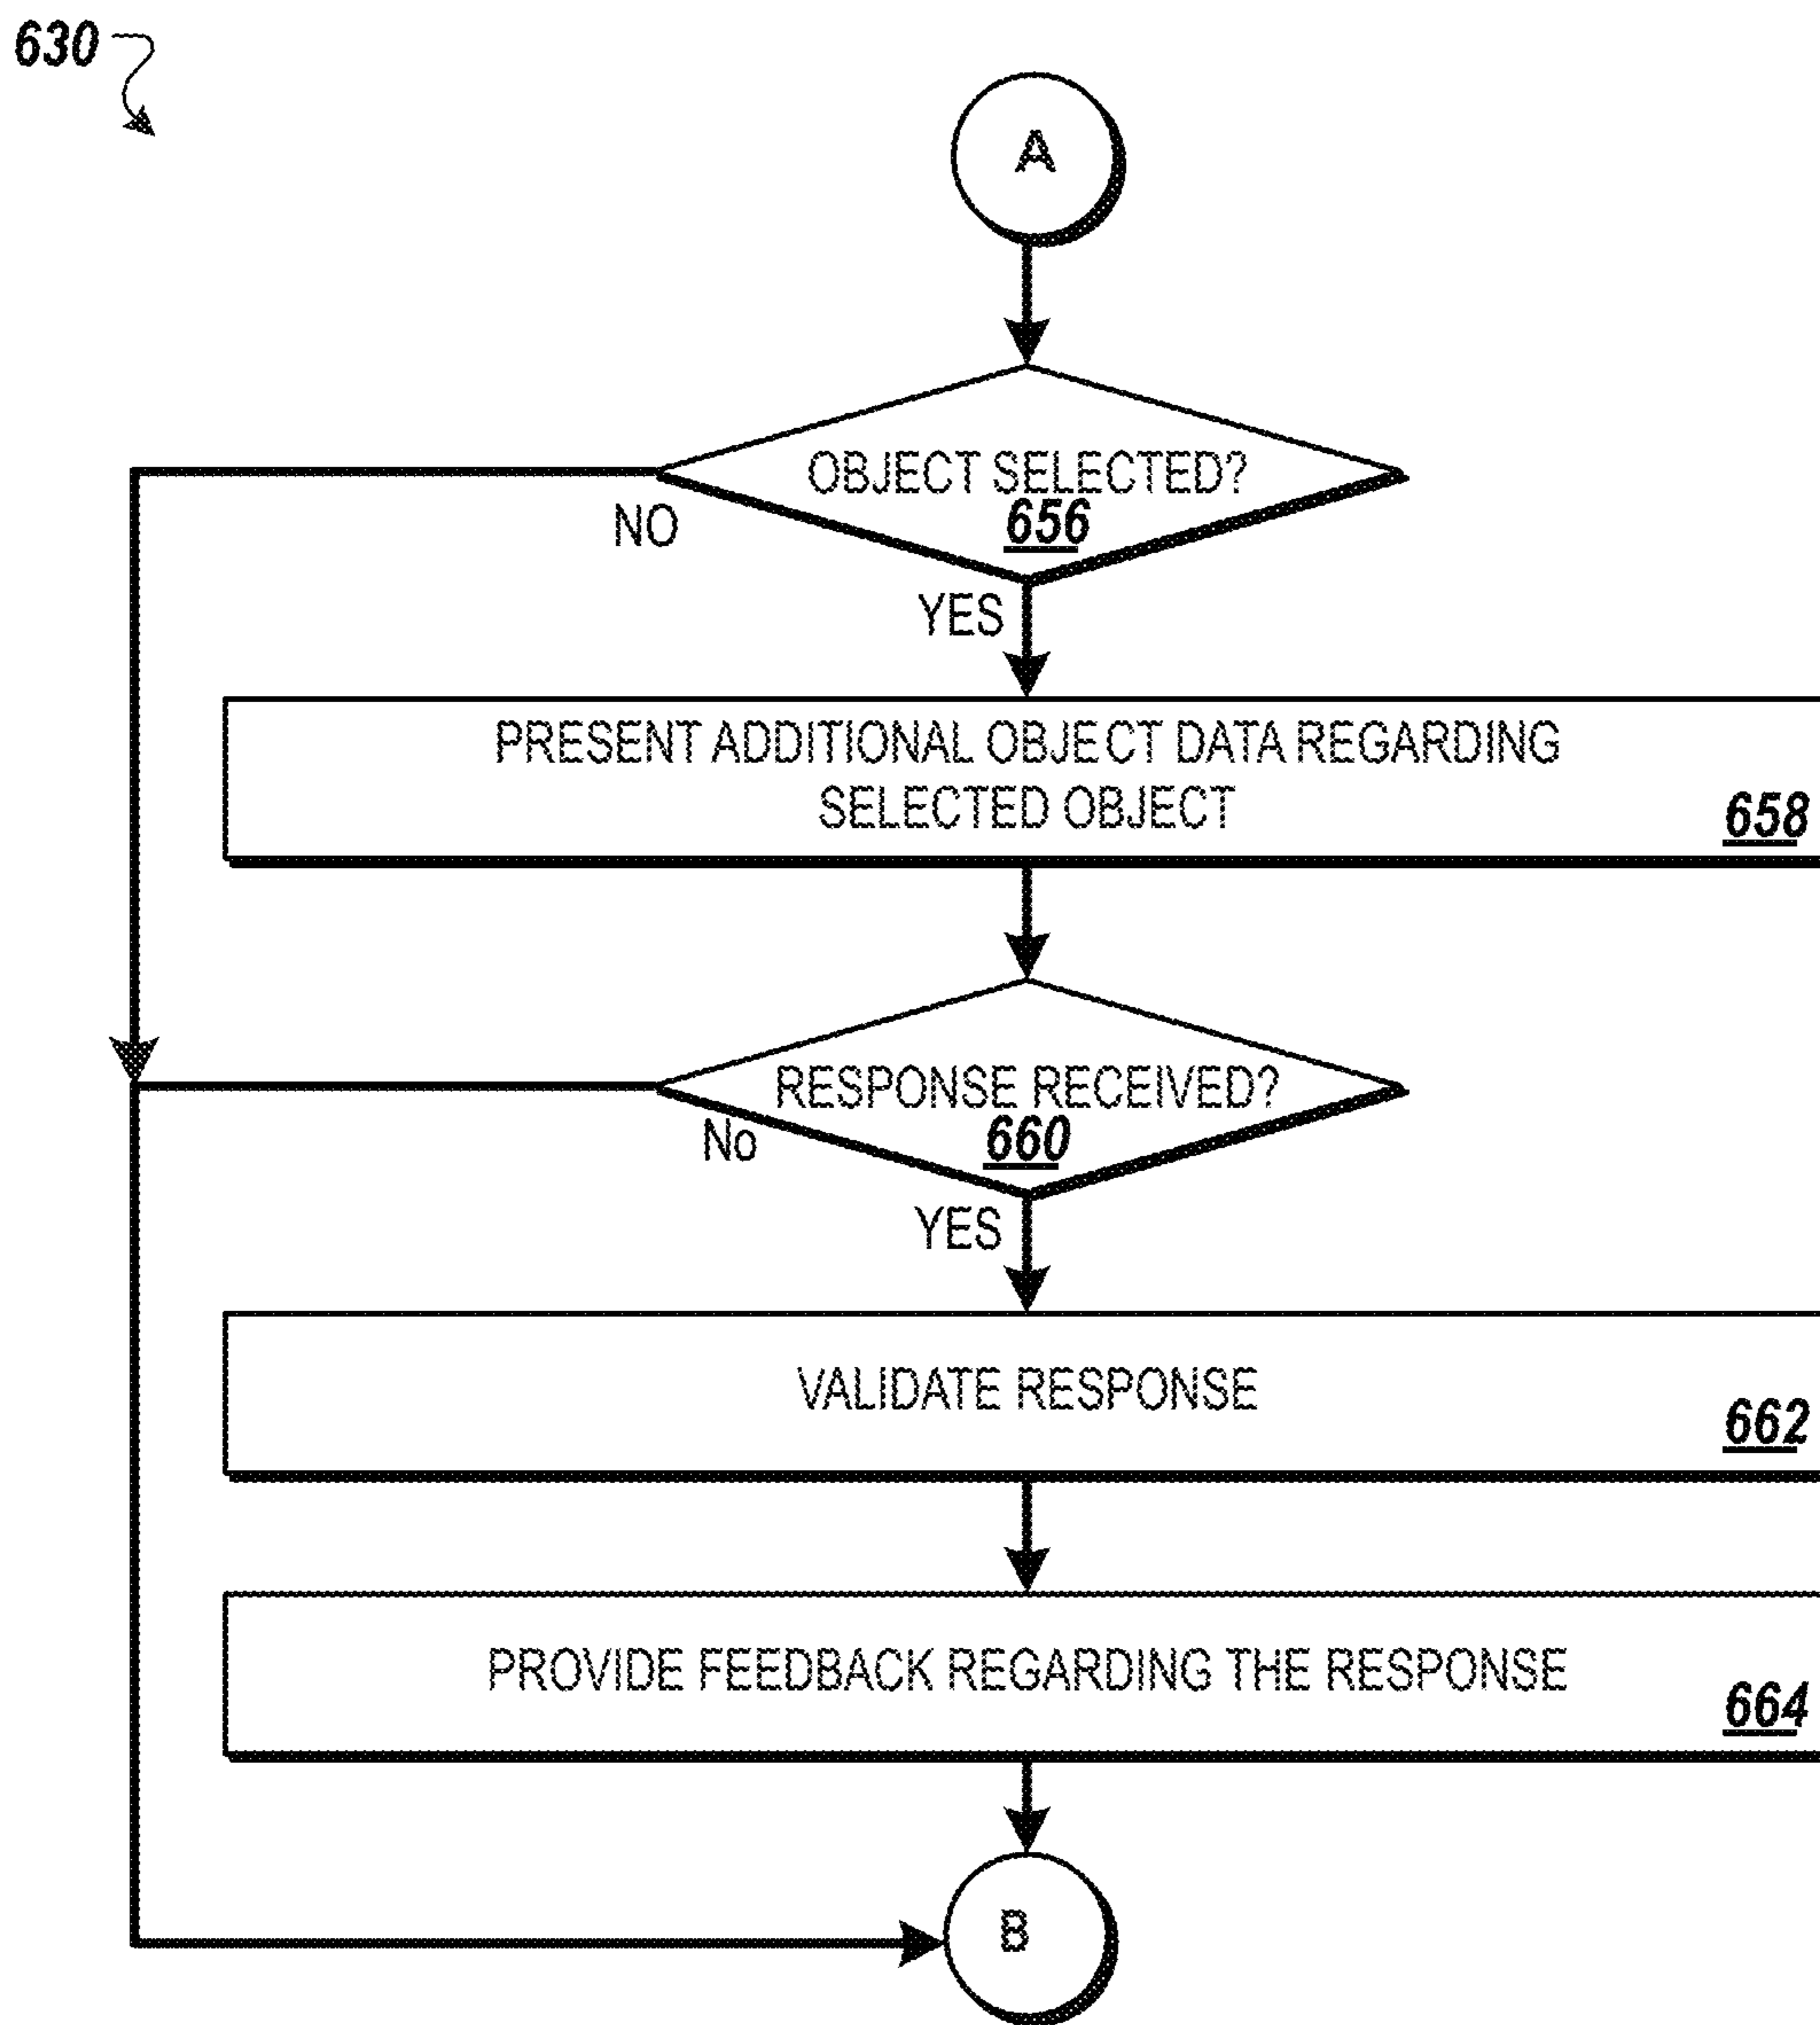 630
A
OBJECT SELECTED?
656
NO
YES
PRESENT ADDITIONAL OBJECT DATA REGARDING
SELECTED OBJECT
658
RESPONSE RECEIVED?
660
No
YES
VALIDATE RESPONSE
662
PROVIDE FEEDBACK REGARDING THE RESPONSE
664
B